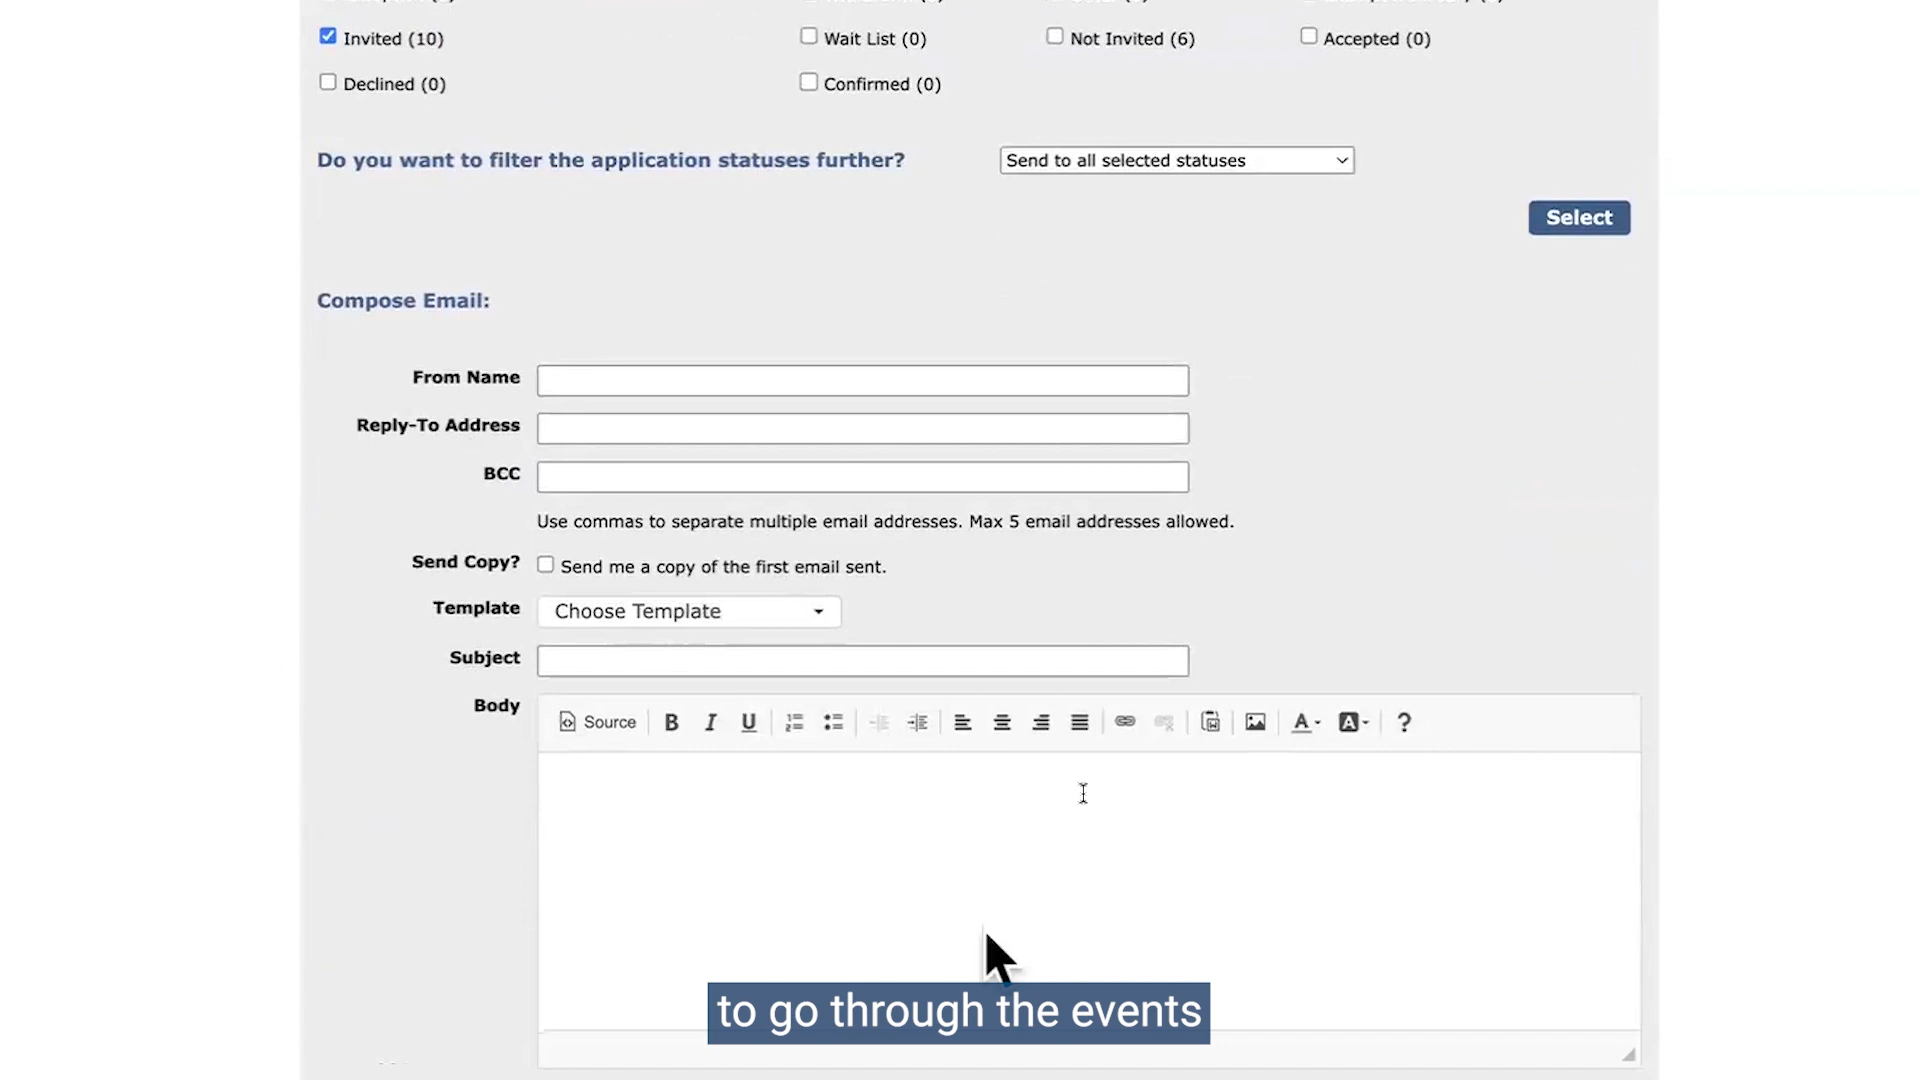 Invited (10) Wait List (0) Not Invited (6) Accepted (0)
Declined (0) Confirmed (0)
Do you want to filter the application statuses further? Send to all selected statuses
Select
Compose Email:
From Name
Reply-To Address
BCC
Use commas to separate multiple email addresses. Max 5 email addresses allowed.
Send Copy? Send me a copy of the first email sent.
Template Choose Template
Subject
Body Source B I U A A ?
to go through the events